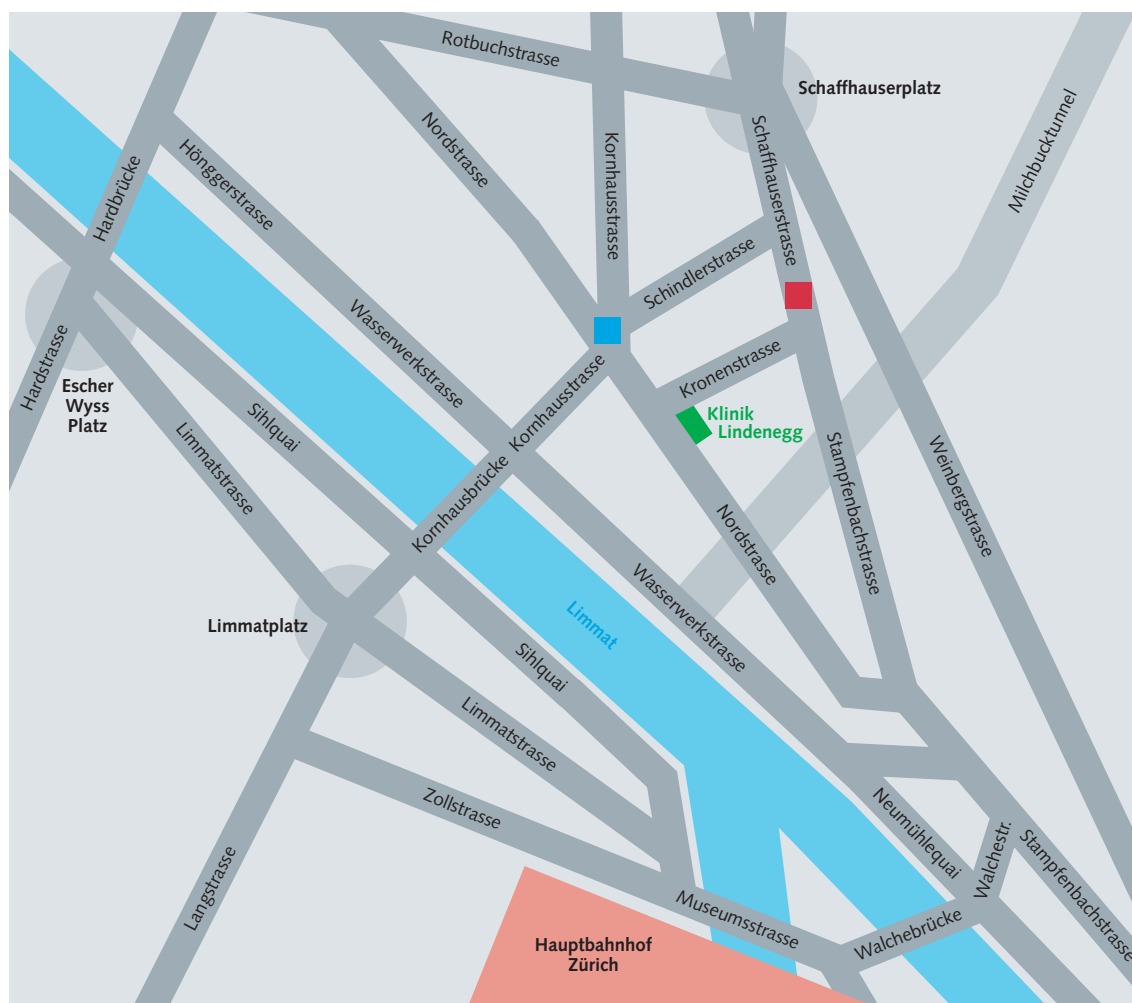 Rotbuchstrasse
Schaffhauserplatz
Nordstrasse
Kornhausstrasse
Schaffhauserstrasse
Milchbucktunnel
Hönggerstrasse
Hardbrücke
Schindlerstrasse
Wasserwerkstrasse
Kronenstrasse
Hardstrasse
Escher
Wyss
Platz
Sihlquai
Kornhausstrasse
Klinik
Lindenegg
Limmatstrasse
Kornhausbrücke
Stampfenbachstrasse
Weinbergstrasse
Nordstrasse
Limmatplatz
Limmat
Wasserwerkstrasse
Sihlquai
Limmatstrasse
Zollstrasse
Neumühlequai
Walchestr.
Stampfenbachstrasse
Langstrasse
Museumsstrasse
Walchebrücke
Hauptbahnhof
Zürich